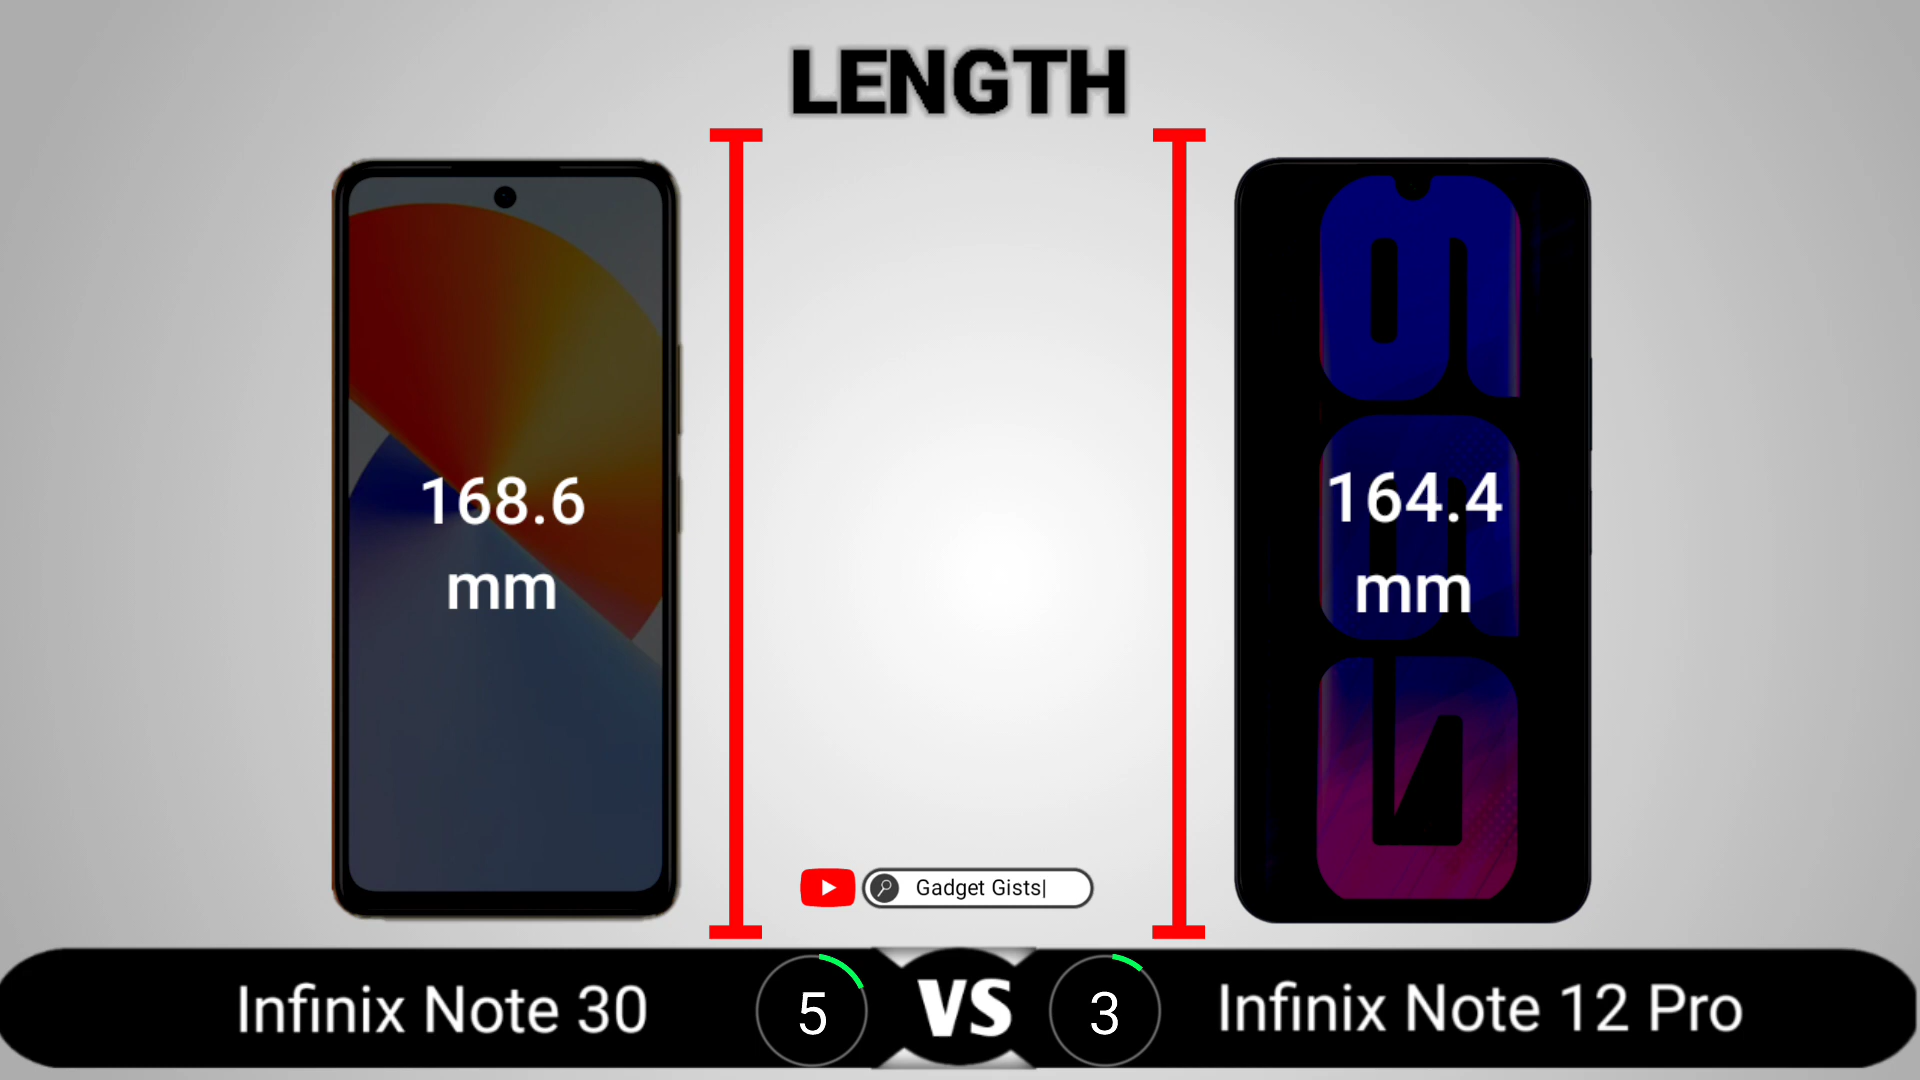 LENGTH
168.6
mm
164.4
mm
Gadget Gists
Infinix Note 30
5
VS
3
Infinix Note 12 Pro